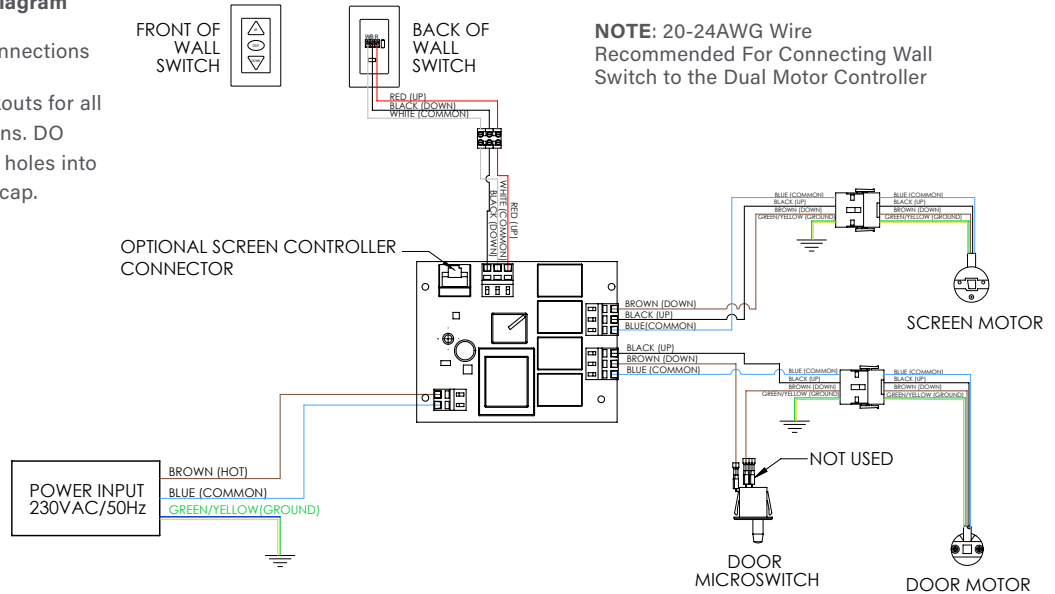 iagram
nnections
outs for all
ns. DO
holes into
cap.
FRONT OF
WALL
SWITCH
BACK OF
WALL
SWITCH
NOTE: 20-24AWG Wire
Recommended For Connecting Wall
Switch to the Dual Motor Controller
RED (UP)
BLACK (DOWN)
WHITE (COMMON)
RED (UP)
WHITE (COMMON)
BLACK (DOWN)
OPTIONAL SCREEN CONTROLLER
CONNECTOR
BLUE (COMMON)
BLACK (UP)
BROWN (DOWN)
GREEN/YELLOW (GROUND)
BLUE (COMMON)
BLACK (UP)
BROWN (DOWN)
GREEN/YELLOW (GROUND)
SCREEN MOTOR
BROWN (DOWN)
BLACK (UP)
BLUE(COMMON)
BLACK (UP)
BROWN (DOWN)
BLUE (COMMON)
BLUE (COMMON)
BLACK (UP)
BROWN (DOWN)
GREEN/YELLOW (GROUND)
BLUE (COMMON)
BLACK (UP)
BROWN (DOWN)
GREEN/YELLOW (GROUND)
NOT USED
DOOR
MICROSWITCH
DOOR MOTOR
POWER INPUT
230VAC/50Hz
BROWN (HOT)
BLUE (COMMON)
GREEN/YELLOW(GROUND)